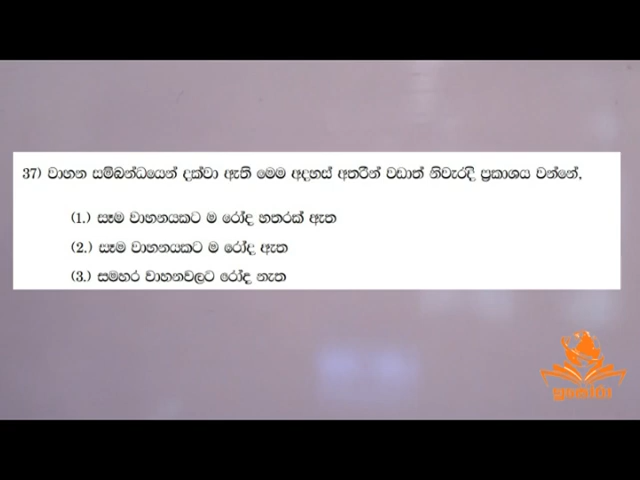 37) වාහන සම්බන්ධයෙන් දක්වා ඇති මෙම අදහස් අතරින් වඩාත් නිවැරදි ප්‍රකාශය වන්නේ,
(1.) සෑම වාහනයකට ම රෝද හතරක් ඇත
(2.) සෑම වාහනයකට ම රෝද ඇත
(3.) සමහර වාහනවලට රෝද නැත